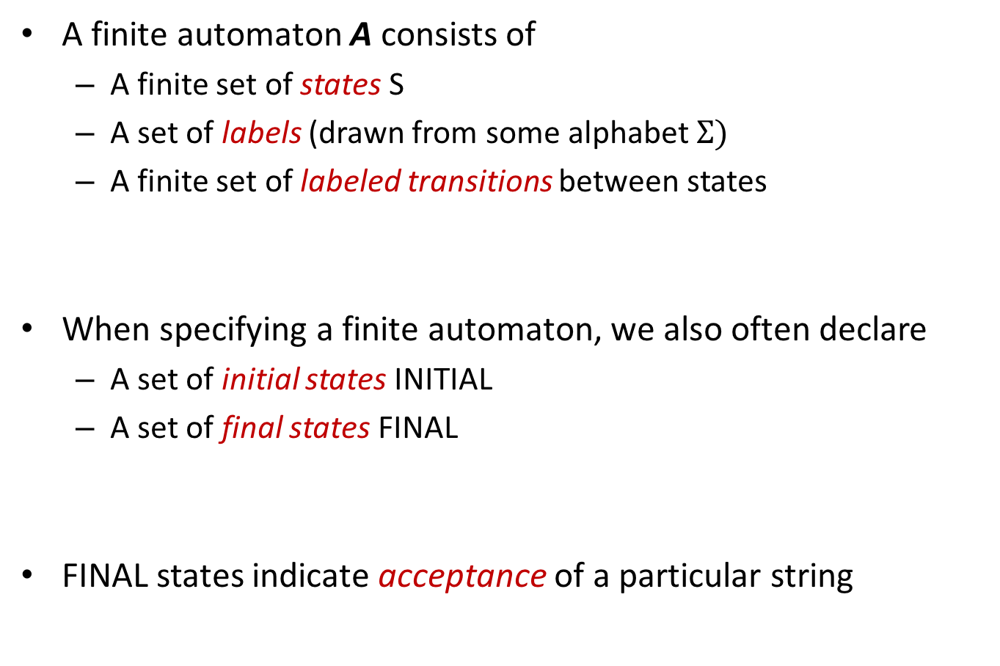 • A finite automaton A consists of
– A finite set of states S
– A set of labels (drawn from some alphabet Σ)
– A finite set of labeled transitions between states
• When specifying a finite automaton, we also often declare
– A set of initial states INITIAL
– A set of final states FINAL
• FINAL states indicate acceptance of a particular string